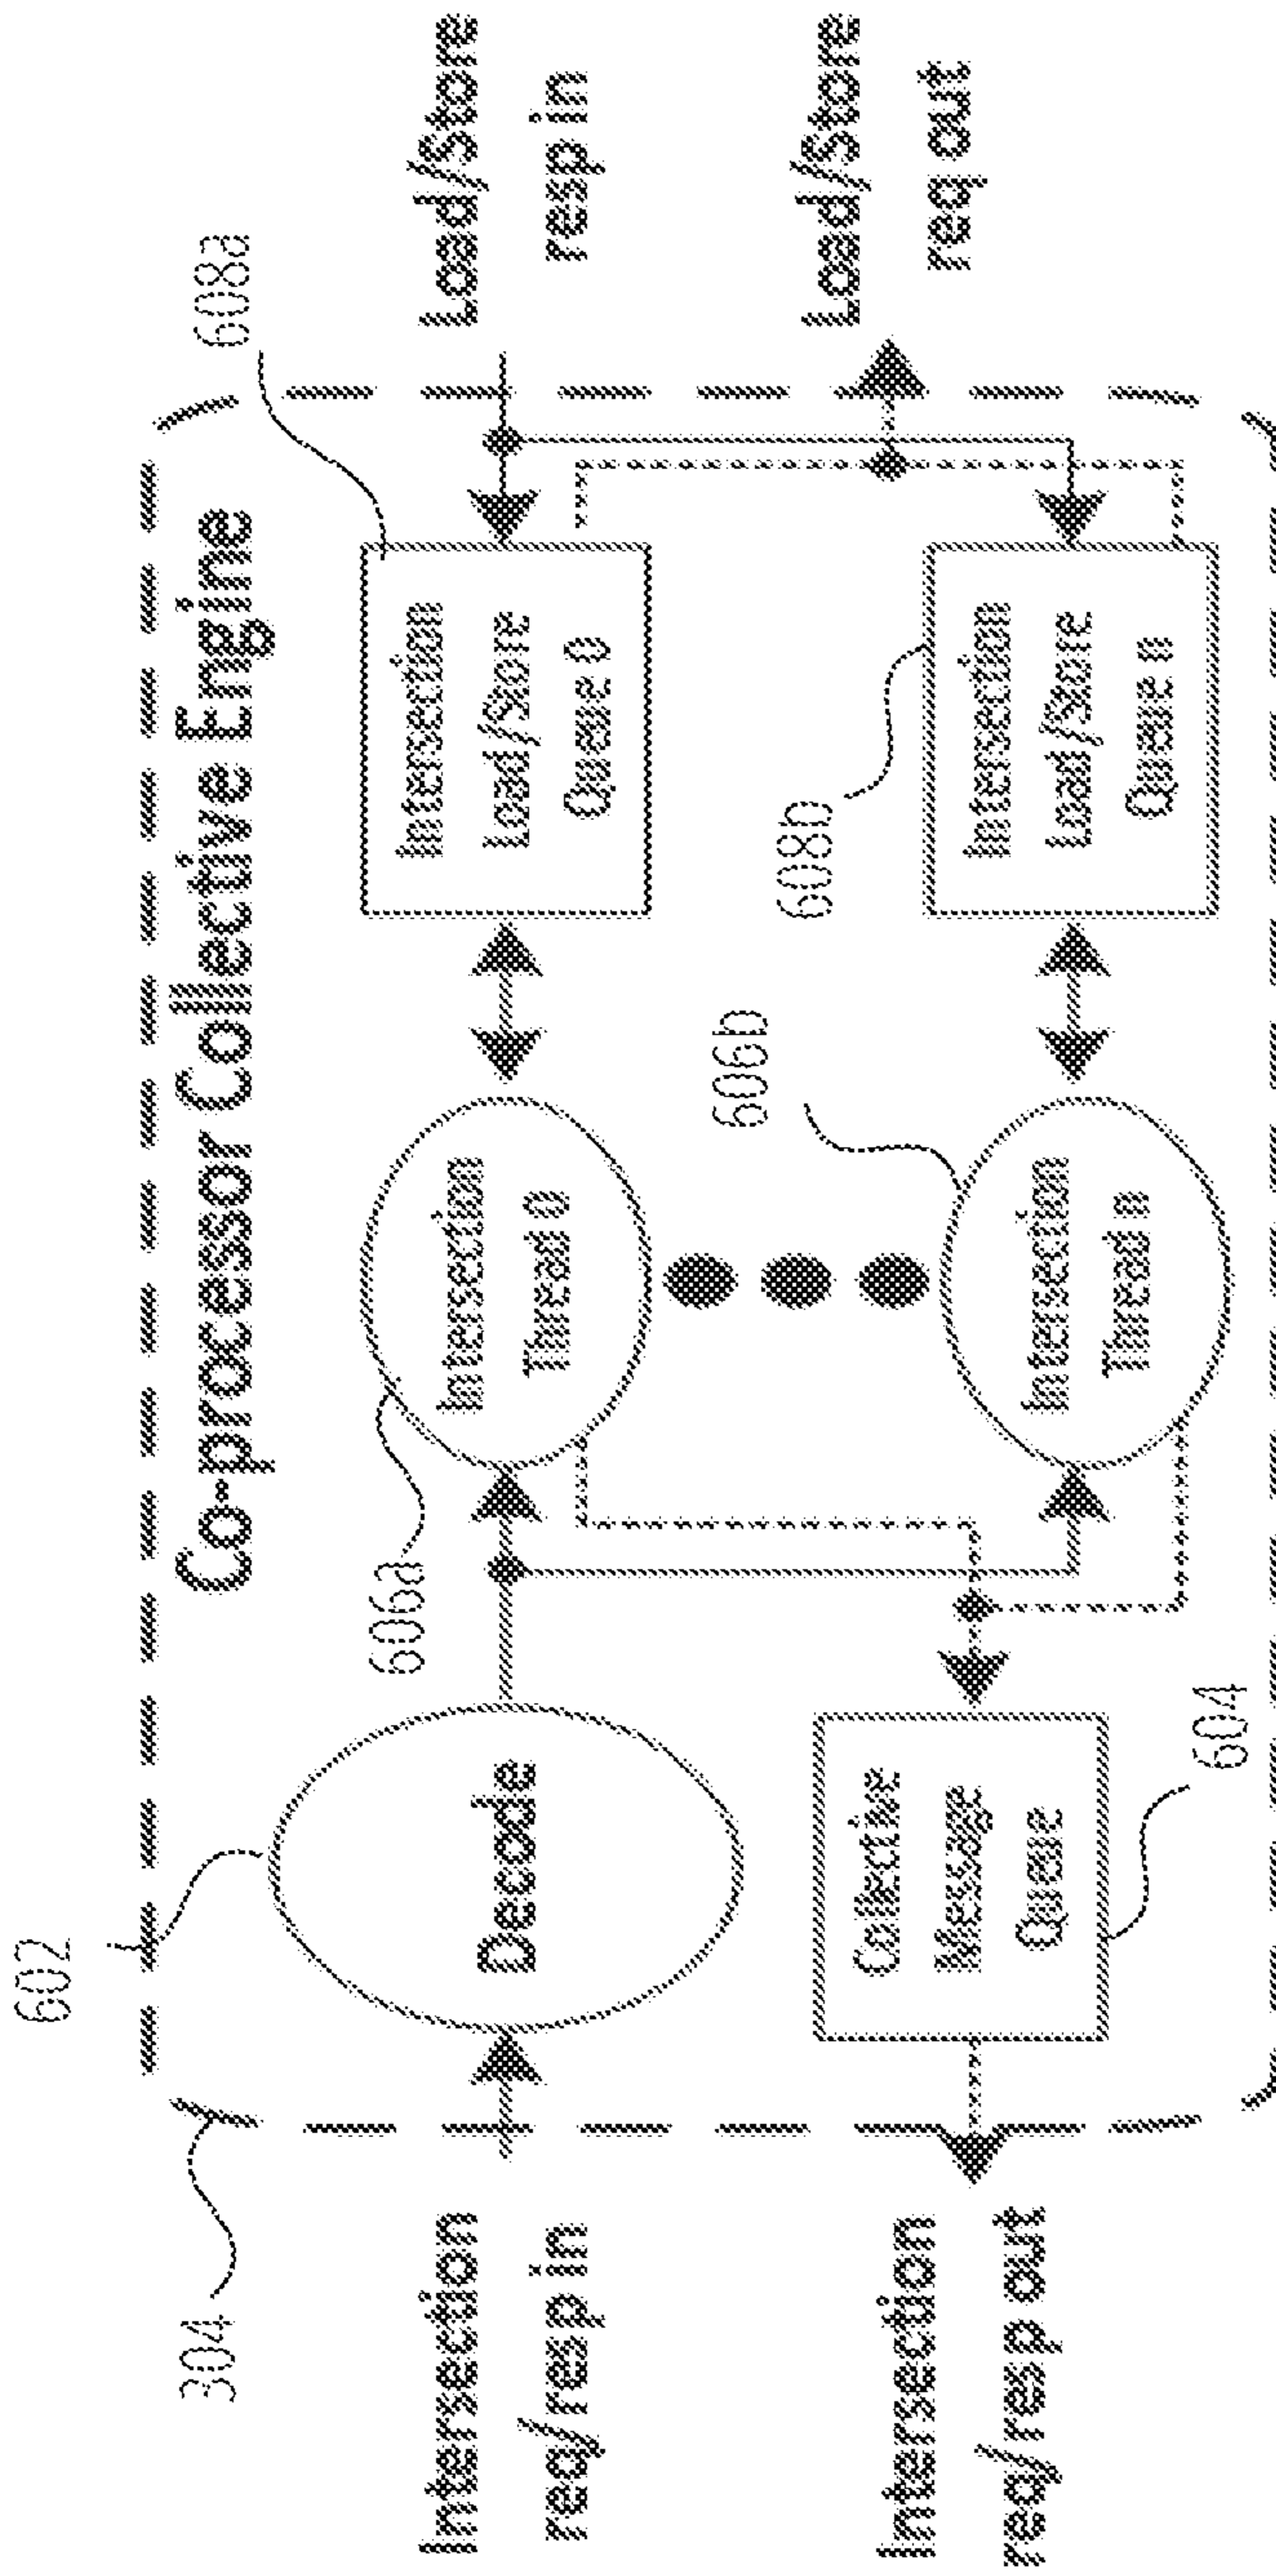 Co-processor Collective Engine
304
602
Intersection
req/resp in
Decode
606a
Intersection
Thread 0
608a
Intersection
Load/Store
Queue 0
Load/Store
resp in
Intersection
req/resp out
Collective
Message
Queue
604
606b
Intersection
Thread n
608b
Intersection
Load/Store
Queue n
Load/Store
req out